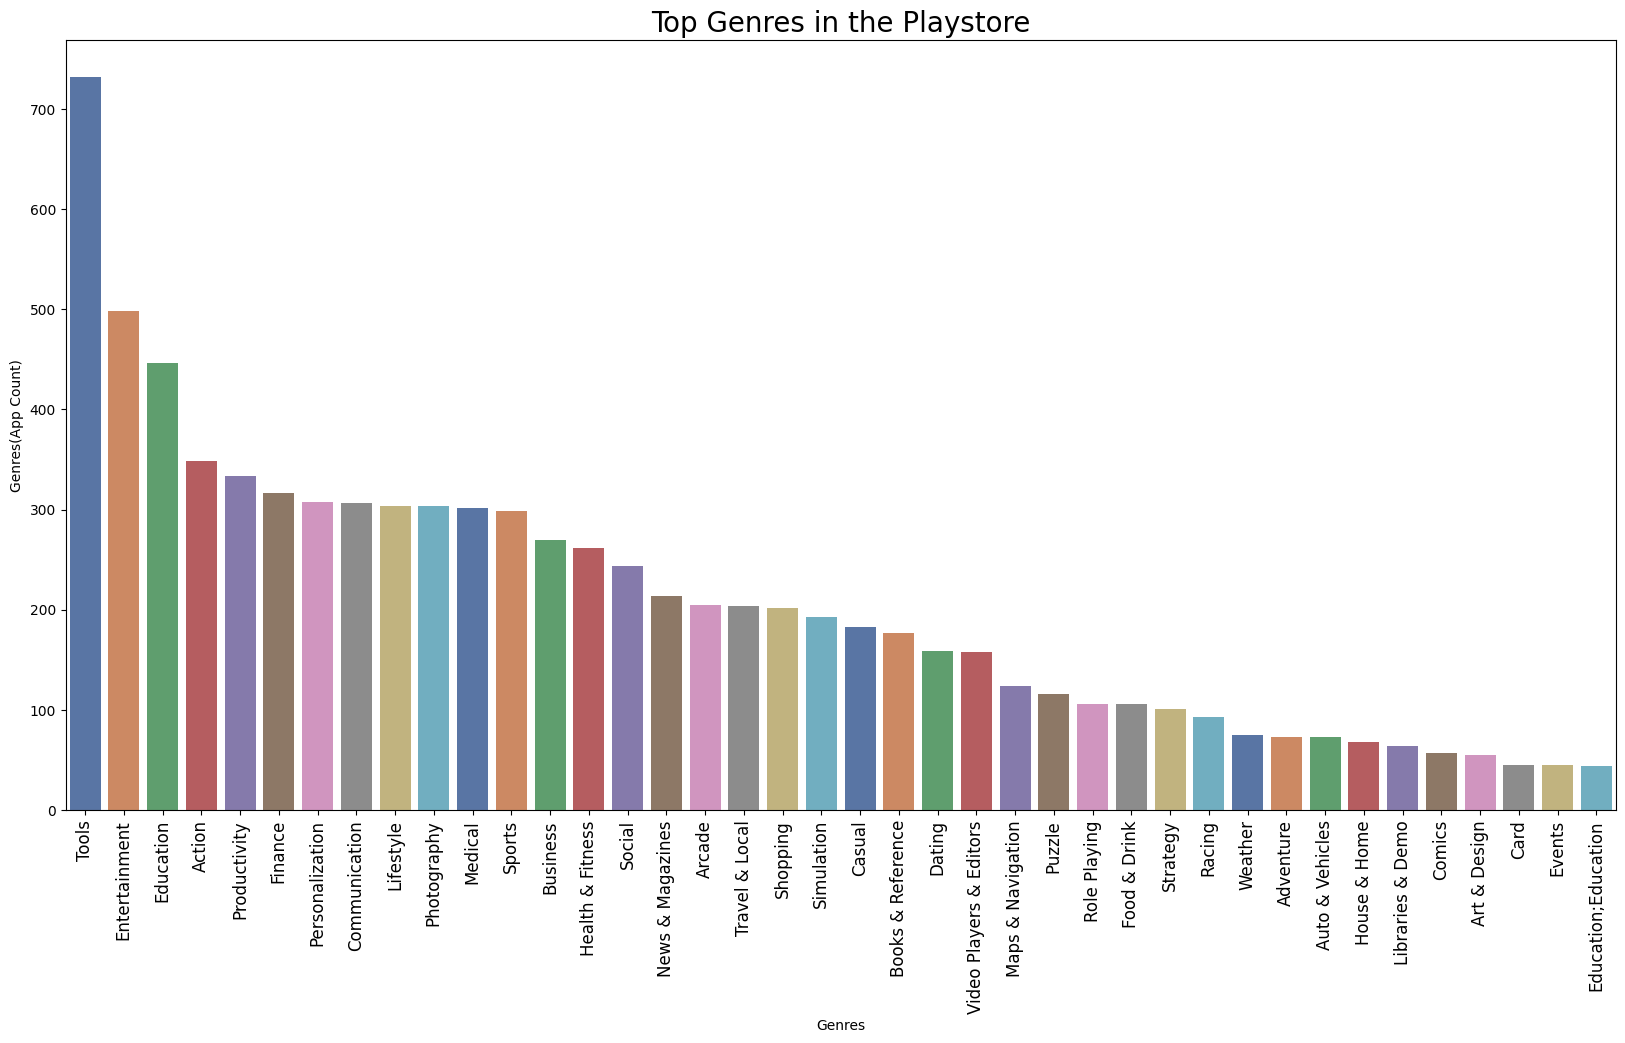 Top Genres in the Playstore
Genres(App Count)
700
600
500
400
300
200
100
0
Tools
Entertainment
Education
Action
Productivity
Finance
Personalization
Communication
Lifestyle
Photography
Medical
Sports
Business
Health & Fitness
Social
News & Magazines
Arcade
Travel & Local
Shopping
Simulation
Casual
Books & Reference
Dating
Video Players & Editors
Maps & Navigation
Puzzle
Role Playing
Food & Drink
Strategy
Racing
Weather
Adventure
Auto & Vehicles
House & Home
Libraries & Demo
Comics
Art & Design
Card
Events
Education;Education
Genres